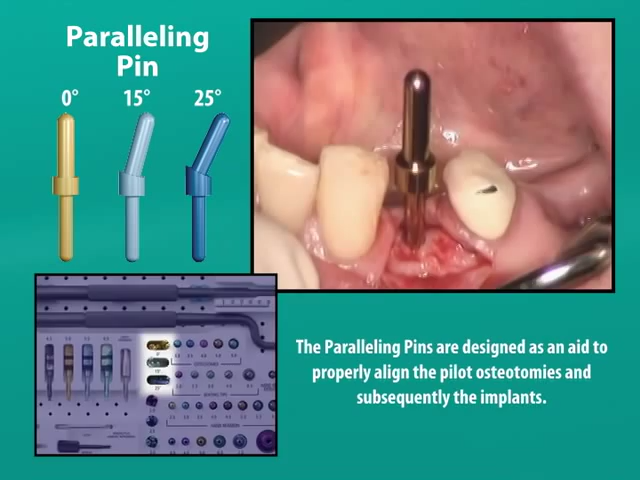 Paralleling
Pin
0° 15° 25°
The Paralleling Pins are designed as an aid to
properly align the pilot osteotomies and
subsequently the implants.